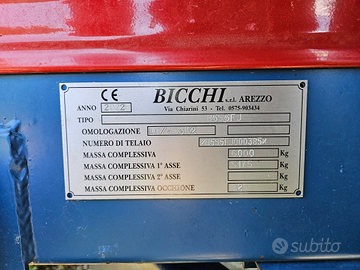 CE BICCHI s.r.l. AREZZO
Via Chiarini 53 - Tel. 0575-903434
ANNO
TIPO
OMOLOGAZIONE
NUMERO DI TELAIO
MASSA COMPLESSIVA Kg
MASSA COMPLESSIVA 1° ASSE Kg
MASSA COMPLESSIVA 2° ASSE Kg
MASSA COMPLESSIVA OCCHIONE Kg
subito